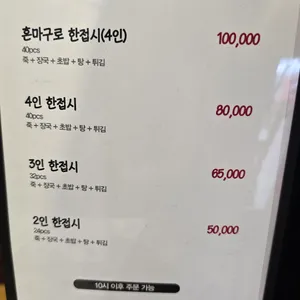 혼마구로 한접시(4인) 100,000
40pcs
죽+장국+초밥+탕+튀김
4인 한접시 80,000
40pcs
죽+장국+초밥+탕+튀김
3인 한접시 65,000
32pcs
죽+장국+초밥+탕+튀김
2인 한접시 50,000
24pcs
죽+장국+초밥+탕+튀김
10시 이후 주문 가능